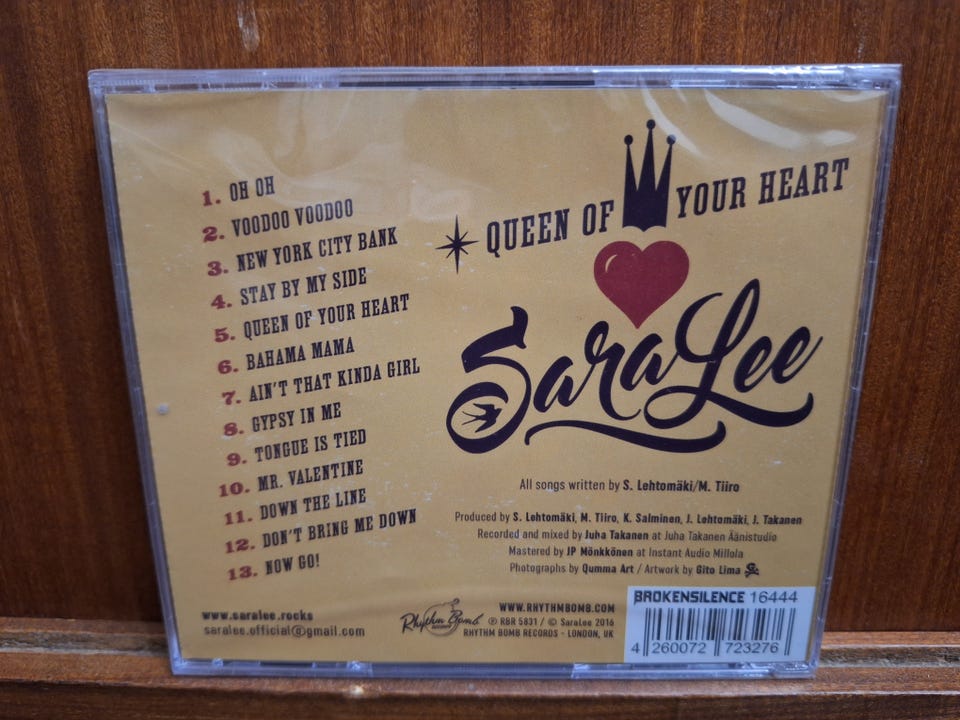 1. OH OH
2. VOODOO VOODOO
3. NEW YORK CITY BANK
4. STAY BY MY SIDE
5. QUEEN OF YOUR HEART
6. BAHAMA MAMA
7. AIN'T THAT KINDA GIRL
8. GYPSY IN ME
9. TONGUE IS TIED
10. MR. VALENTINE
11. DOWN THE LINE
12. DON'T BRING ME DOWN
13. NOW GO!
QUEEN OF YOUR HEART
SaraLee
All songs written by S. Lehtomäki/M. Tiiro
Produced by S. Lehtomäki, M. Tiiro, K. Salminen, J. Lehtomäki, J. Takanen
Recorded and mixed by Juha Takanen at Juha Takanen Äänistudio
Mastered by JP Mönkkönen at Instant Audio Millola
Photographs by Qumma Art / Artwork by Gito Lima
www.saralee.rocks
saralee.official@gmail.com
Rhythm Bomb
RECORDS
WWW.RHYTHMBOMB.COM
℗ RBR 5831 / © SaraLee 2016
RHYTHM BOMB RECORDS - LONDON, UK
BROKENSILENCE 16444
4 260072 723276